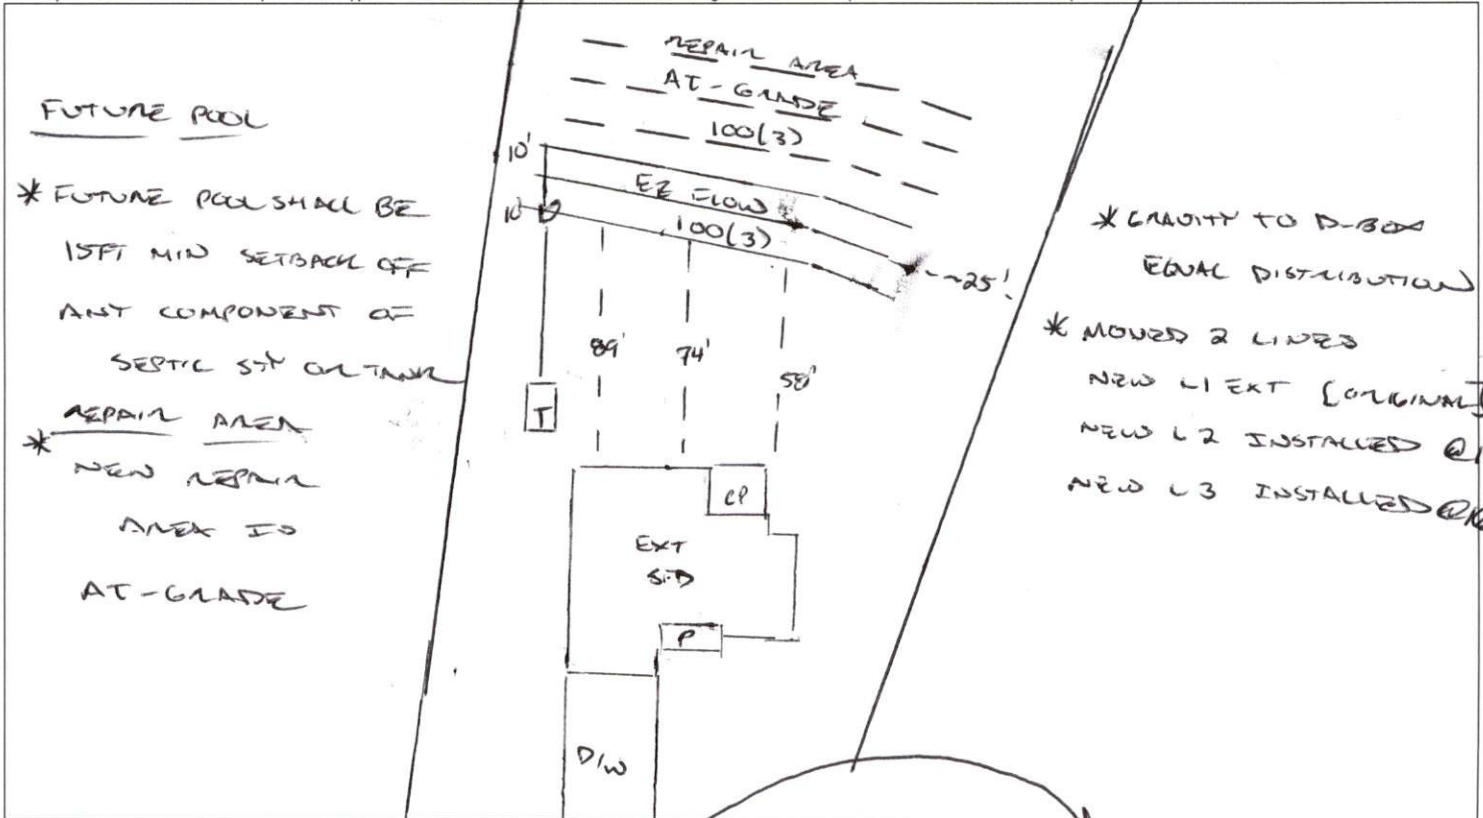 FUTURE POOL
* FUTURE POOL SHALL BE
15FT MIN SETBACK OFF
ANY COMPONENT OF
SEPTIC SYS OR TANK
* REPAIR AREA
NEW REPAIR
AREA IS
AT-GRADE
REPAIR AREA
AT-GRADE
100(3)
10'
EZ FLOW
10'
100(3)
~25'
89'
74'
58'
T
CP
EXT
SFD
P
D/W
* GRAVITY TO D-BOX
EQUAL DISTRIBUTION
* MOVED 2 LINES
NEW L1 EXT [ORIGINAL
NEW L2 INSTALLED @
NEW L3 INSTALLED @